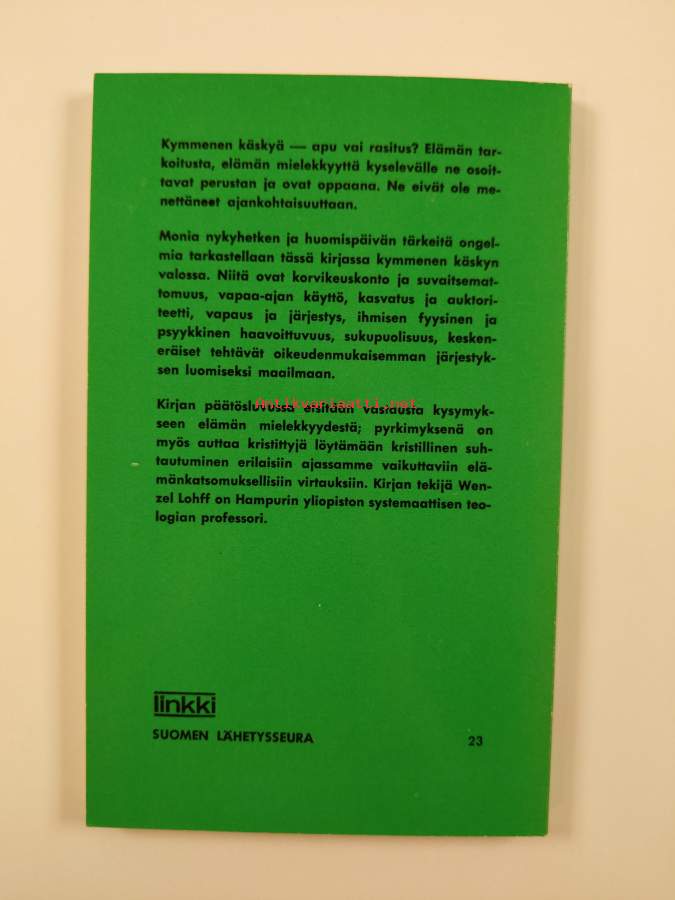 Kymmenen käskyä — apu vai rasitus? Elämän tar-
koitusta, elämän mielekkyyttä kyselevälle ne osoit-
tavat perustan ja ovat oppaana. Ne eivät ole me-
nettäneet ajankohtaisuuttaan.
Monia nykyhetken ja huomispäivän tärkeitä ongel-
mia tarkastellaan tässä kirjassa kymmenen käskyn
valossa. Niitä ovat korvikeuskonto ja suvaitsemat-
tomuus, vapaa-ajan käyttö, kasvatus ja auktori-
teetti, vapaus ja järjestys, ihmisen fyysinen ja
psyykkinen haavoittuvuus, sukupuolisuus, kesken-
eräiset tehtävät oikeudenmukaisemman järjestyk-
sen luomiseksi maailmaan.
Antikvariaatti.net
Kirjan päätösluvussa etsitään vastausta kysymyk-
seen elämän mielekkyydestä; pyrkimyksenä on
myös auttaa kristittyjä löytämään kristillinen suh-
tautuminen erilaisiin ajassamme vaikuttaviin elä-
mänkatsomuksellisiin virtauksiin. Kirjan tekijä Wen-
zel Lohff on Hampurin yliopiston systemaattisen teo-
logian professori.
linkki
SUOMEN LÄHETYSSEURA 23